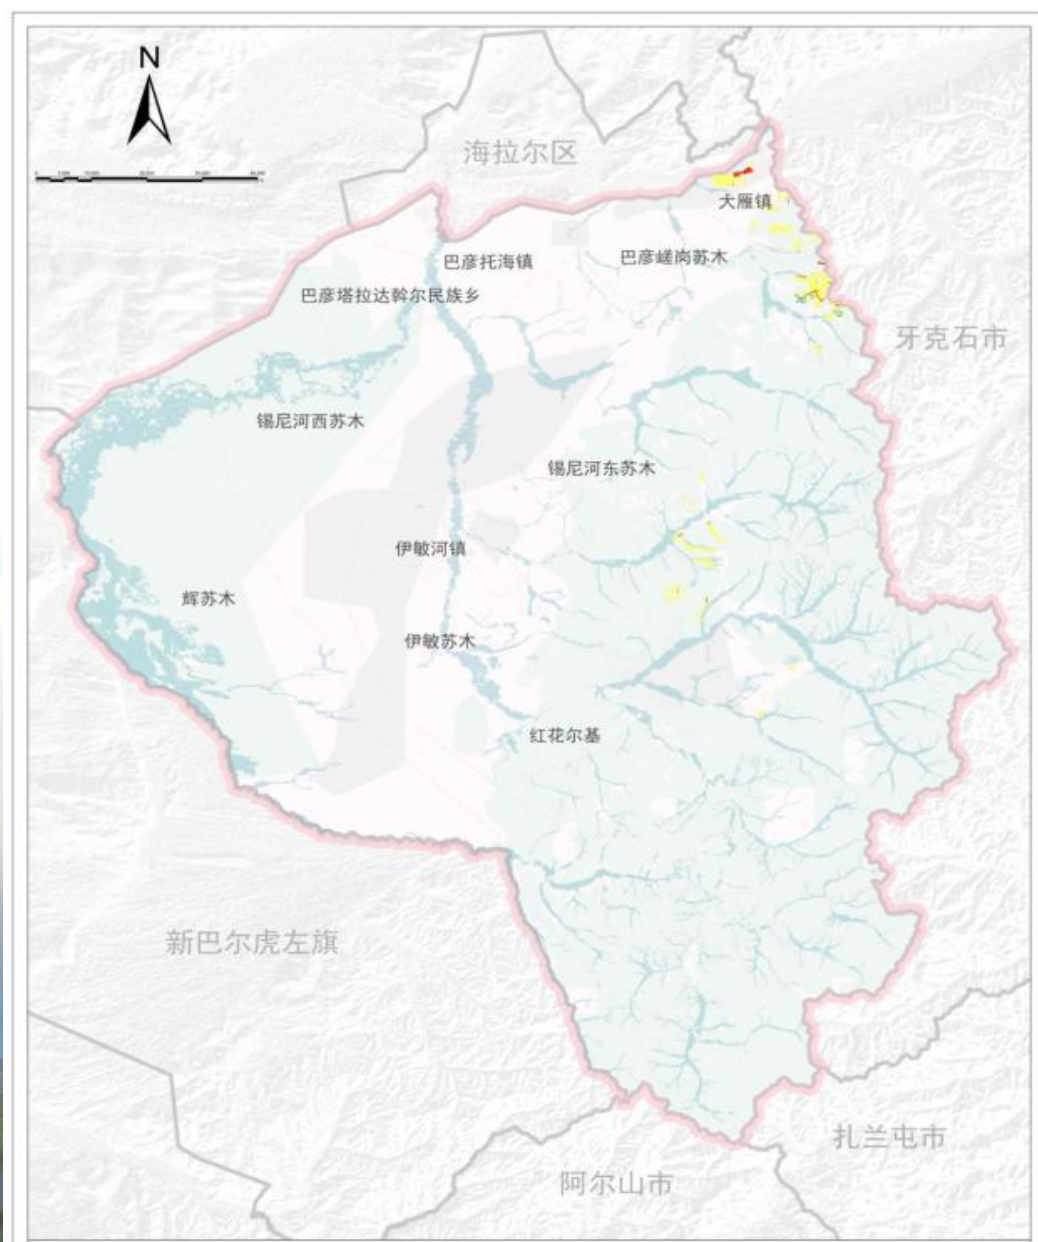 N
海拉尔区
大雁镇
巴彦托海镇
巴彦嵯岗苏木
巴彦塔拉达斡尔民族乡
牙克石市
锡尼河西苏木
锡尼河东苏木
伊敏河镇
辉苏木
伊敏苏木
红花尔基
新巴尔虎左旗
扎兰屯市
阿尔山市